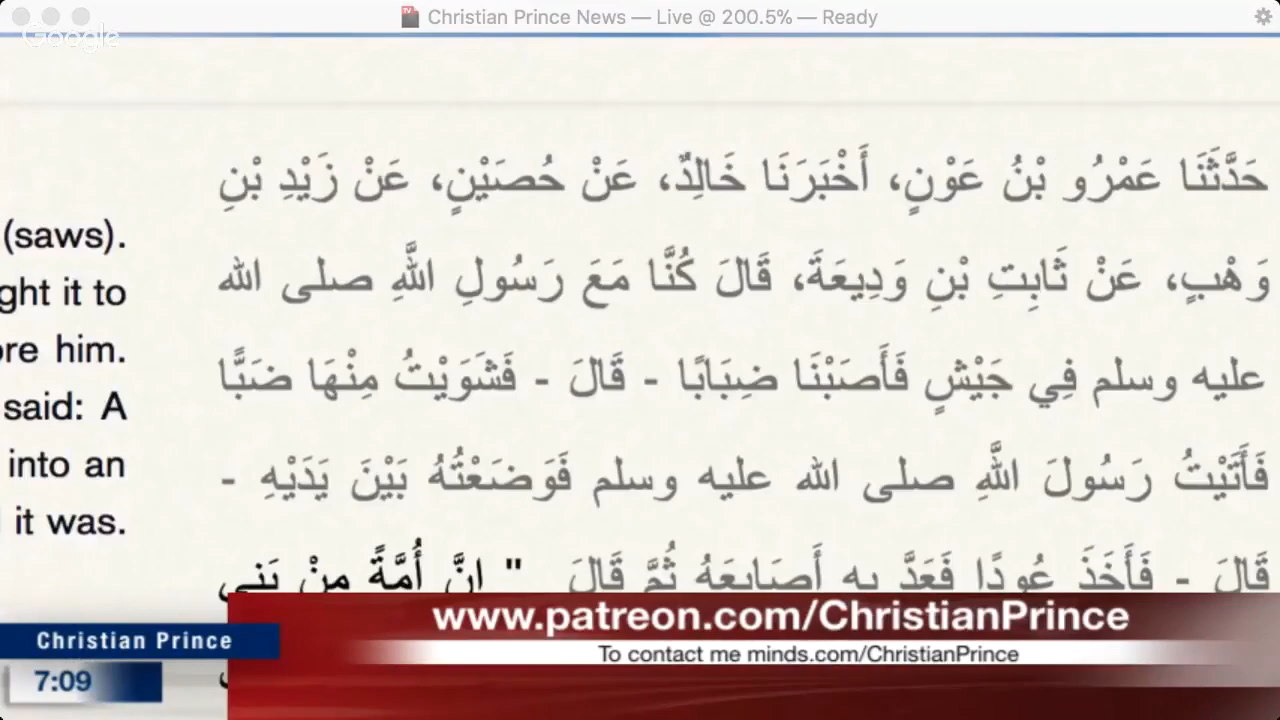 Christian Prince News — Live @ 200.5% — Ready
Google
حَدَّثَنَا عَمْرُو بْنُ عَوْنٍ، أَخْبَرَنَا خَالِدٌ، عَنْ حُصَيْنٍ، عَنْ زَيْدِ بْنِ
وَهْبٍ، عَنْ ثَابِتِ بْنِ وَدِيعَةَ، قَالَ كُنَّا مَعَ رَسُولِ اللَّهِ صلى الله
عليه وسلم فِي جَيْشٍ فَأَصَبْنَا ضِبَابًا - قَالَ - فَشَوَيْتُ مِنْهَا ضَبًّا
فَأَتَيْتُ رَسُولَ اللَّهِ صلى الله عليه وسلم فَوَضَعْتُهُ بَيْنَ يَدَيْهِ -
قَالَ - فَأَخَذَ عُودًا فَعَدَّ بِهِ أَصَابِعَهُ ثُمَّ قَالَ " إِنَّ أُمَّةً مِنْ بَنِي
(saws).
ght it to
ore him.
said: A
into an
it was.
www.patreon.com/ChristianPrince
To contact me minds.com/ChristianPrince
Christian Prince
7:09